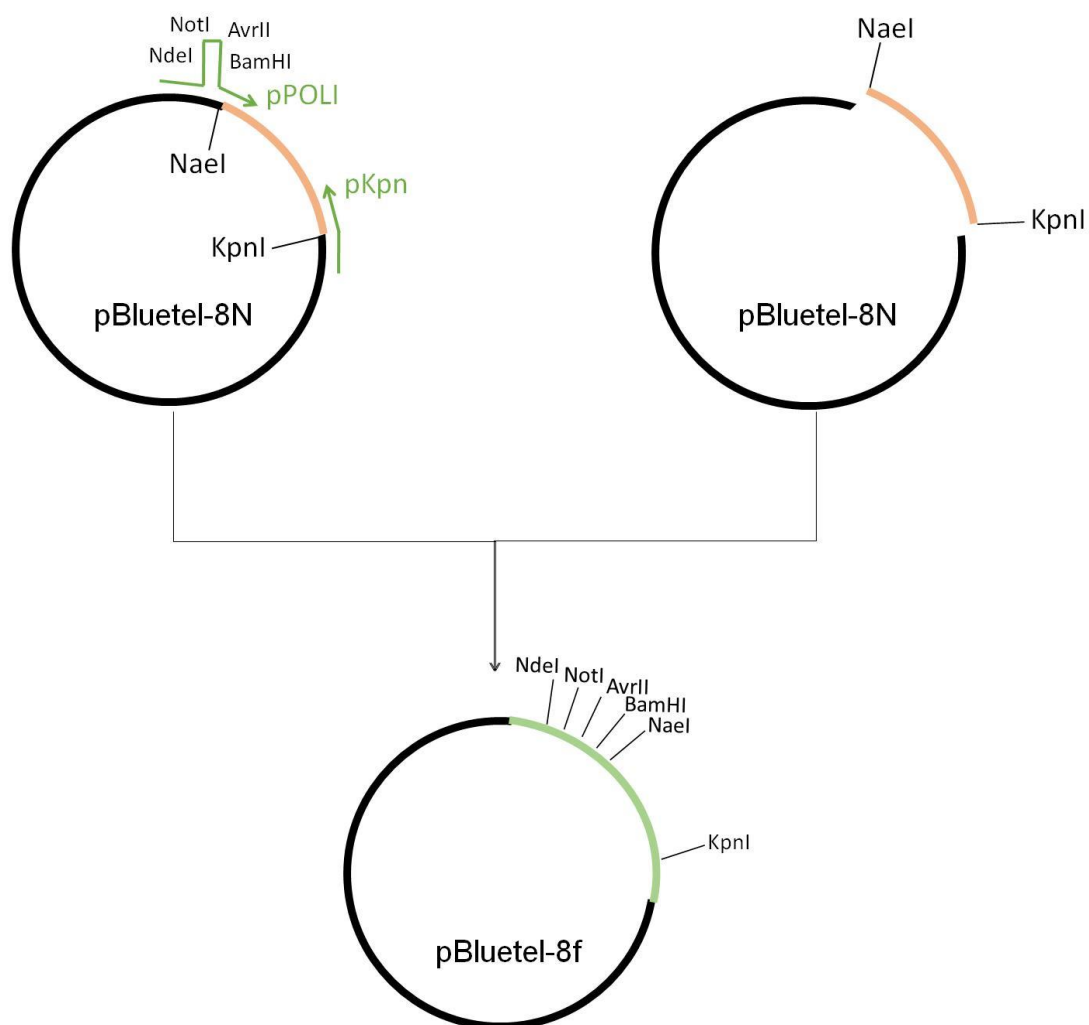 NotI
AvrII
NdeI
BamHI
pPOLI
NaeI
pKpn
KpnI
pBluetel-8N
NaeI
KpnI
pBluetel-8N
NdeI
NotI
AvrII
BamHI
NaeI
KpnI
pBluetel-8f